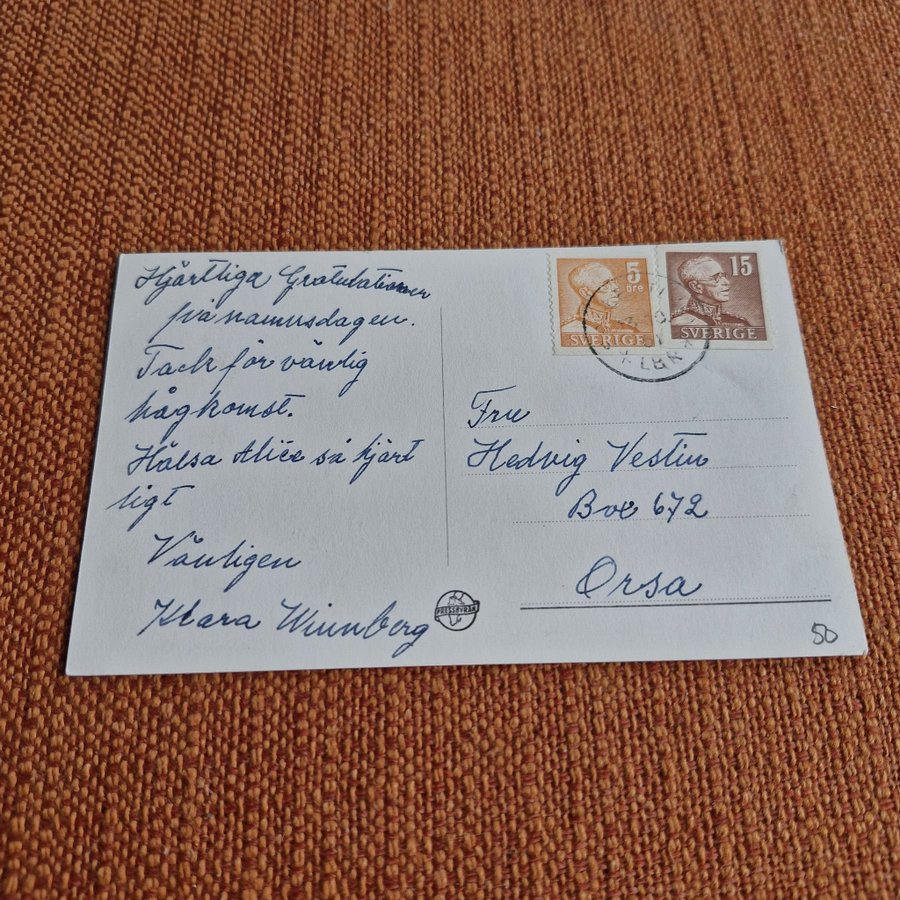 Hjärtliga Gratulationer
på namnsdagen.
Tack för vänlig
hågkomst.
Hälsa Alice så hjärt
ligt
Vänligen
Klara Winnberg
PRESSBYRÅN
5
öre
SVERIGE
15
SVERIGE
Fru
Hedvig Vestin
Box 672
Orsa
50